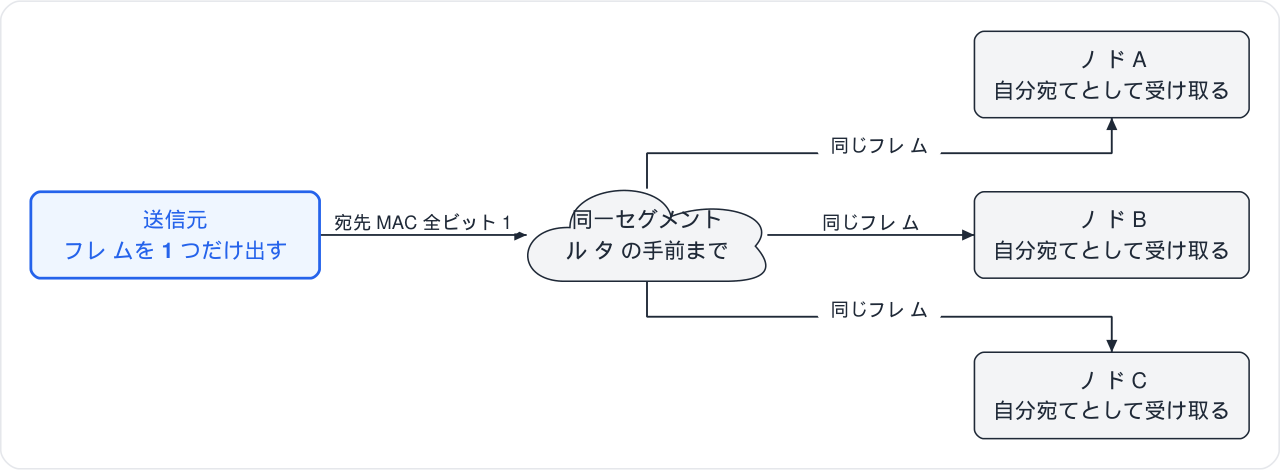 送信元
フレ ムを 1 つだけ出す
宛先 MAC 全ビット 1
同一セグメント
ル タ の手前まで
同じフレ ム
ノ ド A
自分宛てとして受け取る
同じフレ ム
ノ ド B
自分宛てとして受け取る
同じフレ ム
ノ ド C
自分宛てとして受け取る